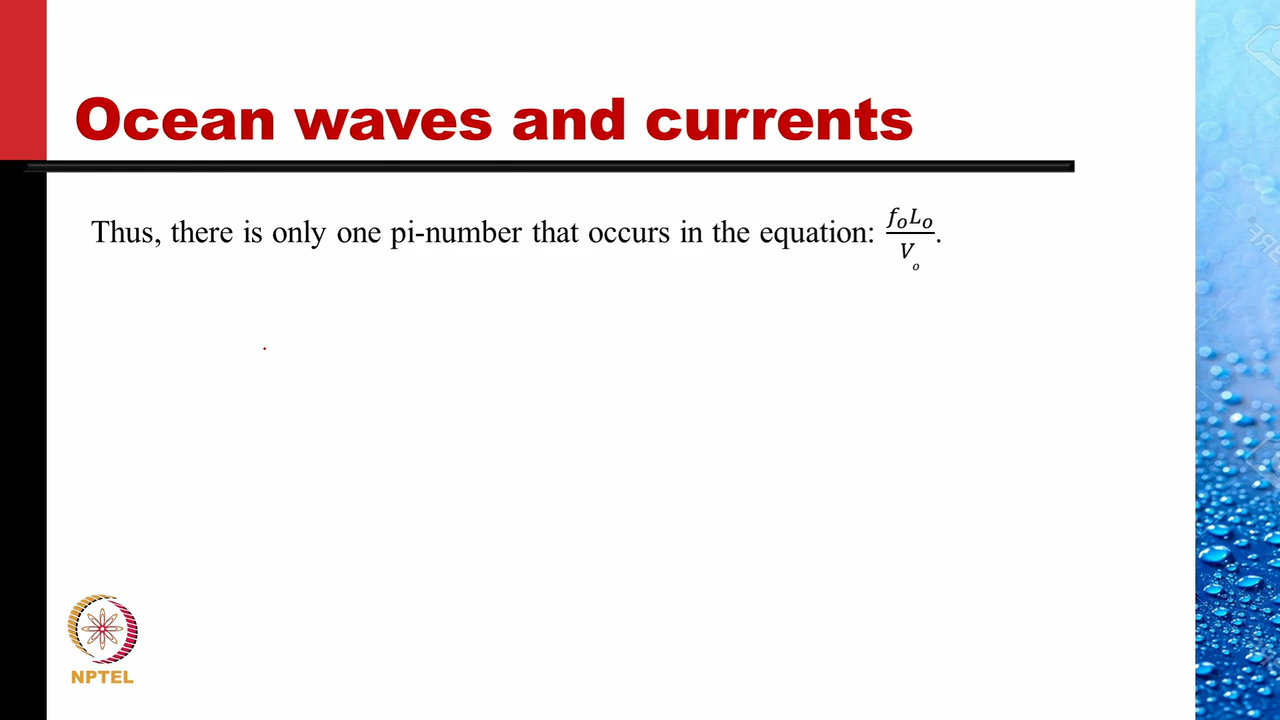 Ocean waves and currents
Thus, there is only one pi-number that occurs in the equation: $\frac{f_o L_o}{V_o}$.
NPTEL